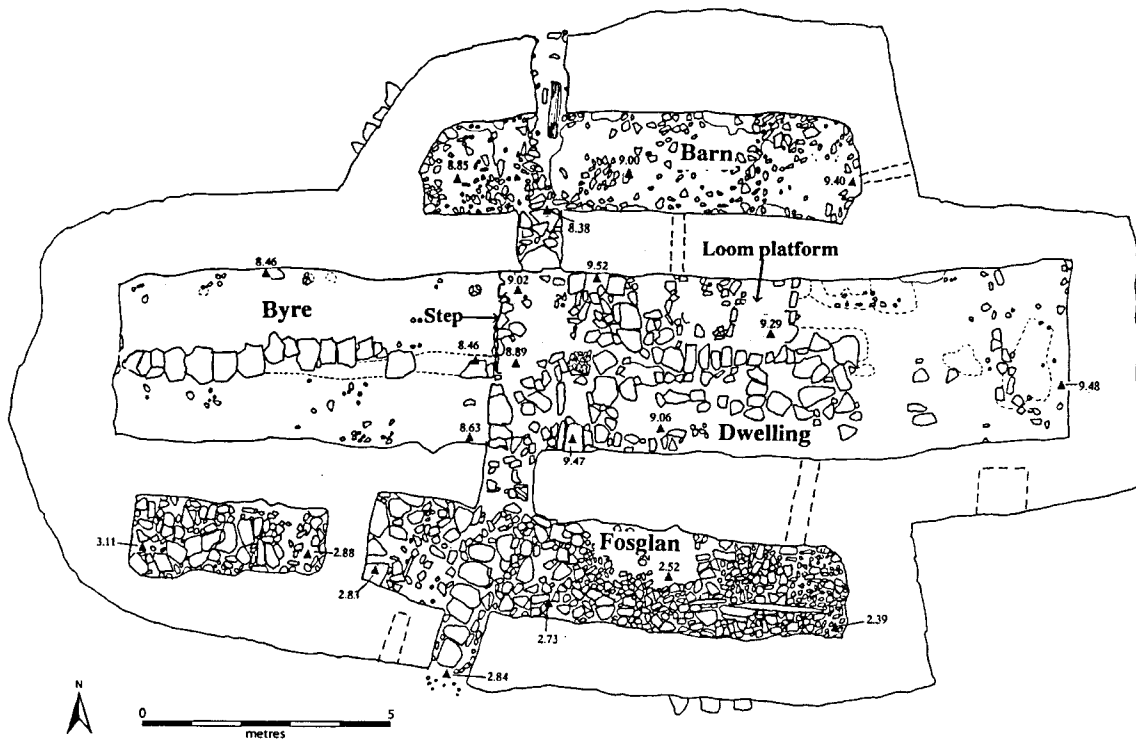 Barn
8.85
9.00
9.40
8.38
Loom platform
8.46
9.02
9.52
Byre
Step
9.29
8.46
8.89
9.48
9.06
8.63
Dwelling
9.47
Fosglan
3.11
2.88
2.52
2.83
2.73
2.39
2.84
N
0
5
metres